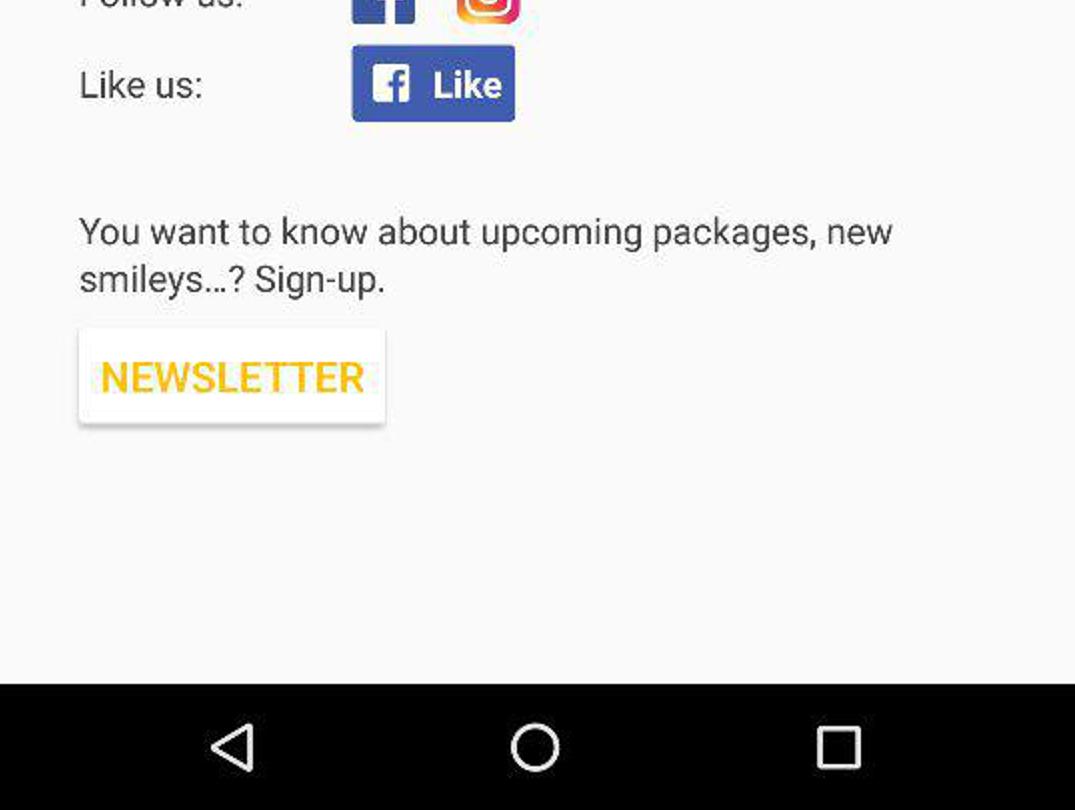 Follow us:
Like us:
Like
You want to know about upcoming packages, new
smileys...? Sign-up.
NEWSLETTER